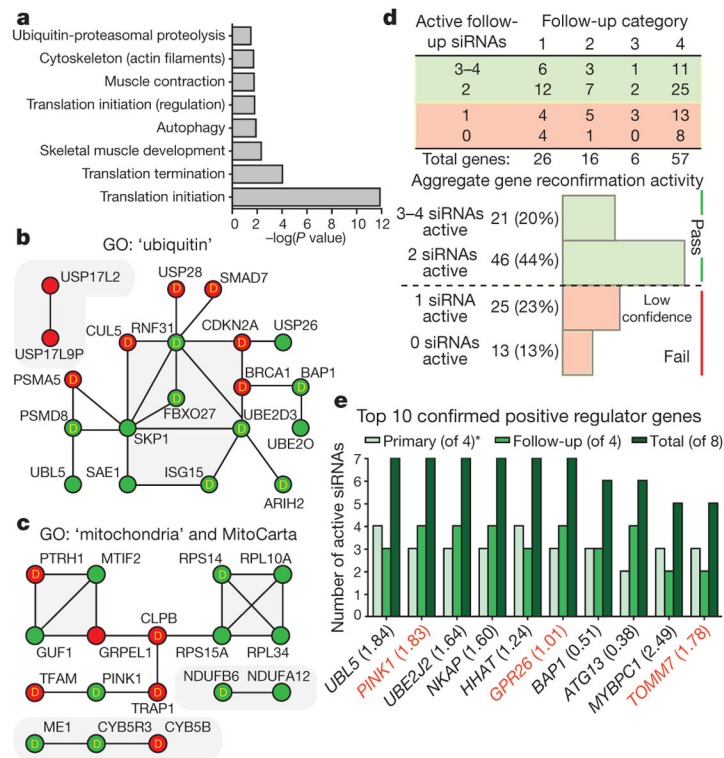 a
Ubiquitin-proteasomal proteolysis
Cytoskeleton (actin filaments)
Muscle contraction
Translation initiation (regulation)
Autophagy
Skeletal muscle development
Translation termination
Translation initiation
0 2 4 6 8 10 12
–log(P value)
b
GO: 'ubiquitin'
USP17L2
USP17L9P
USP28
SMAD7
CUL5
RNF31
CDKN2A
USP26
PSMA5
BRCA1
BAP1
FBXO27
PSMD8
SKP1
UBE2D3
UBE2O
UBL5
SAE1
ISG15
ARIH2
D D D D D D D D D D D D D D
c
GO: 'mitochondria' and MitoCarta
PTRH1
MTIF2
RPS14
RPL10A
CLPB
GUF1
GRPEL1
RPS15A
RPL34
TFAM
PINK1
TRAP1
NDUFB6
NDUFA12
ME1
CYB5R3
CYB5B
D D D D D D D D
d
Active follow-up siRNAs
Follow-up category
1 2 3 4
3–4 6 3 1 11
2 12 7 2 25
1 4 5 3 13
0 4 1 0 8
Total genes: 26 16 6 57
Aggregate gene reconfirmation activity
3–4 siRNAs active 21 (20%)
2 siRNAs active 46 (44%)
1 siRNA active 25 (23%)
0 siRNAs active 13 (13%)
Pass
Low confidence
Fail
e
Top 10 confirmed positive regulator genes
Primary (of 4)* Follow-up (of 4) Total (of 8)
Number of active siRNAs
7
6
5
4
3
2
1
0
UBL5 (1.84)
PINK1 (1.83)
UBE2J2 (1.64)
NKAP (1.60)
HHAT (1.24)
GPR26 (1.01)
BAP1 (0.51)
ATG13 (0.38)
MYBPC1 (2.49)
TOMM7 (1.78)